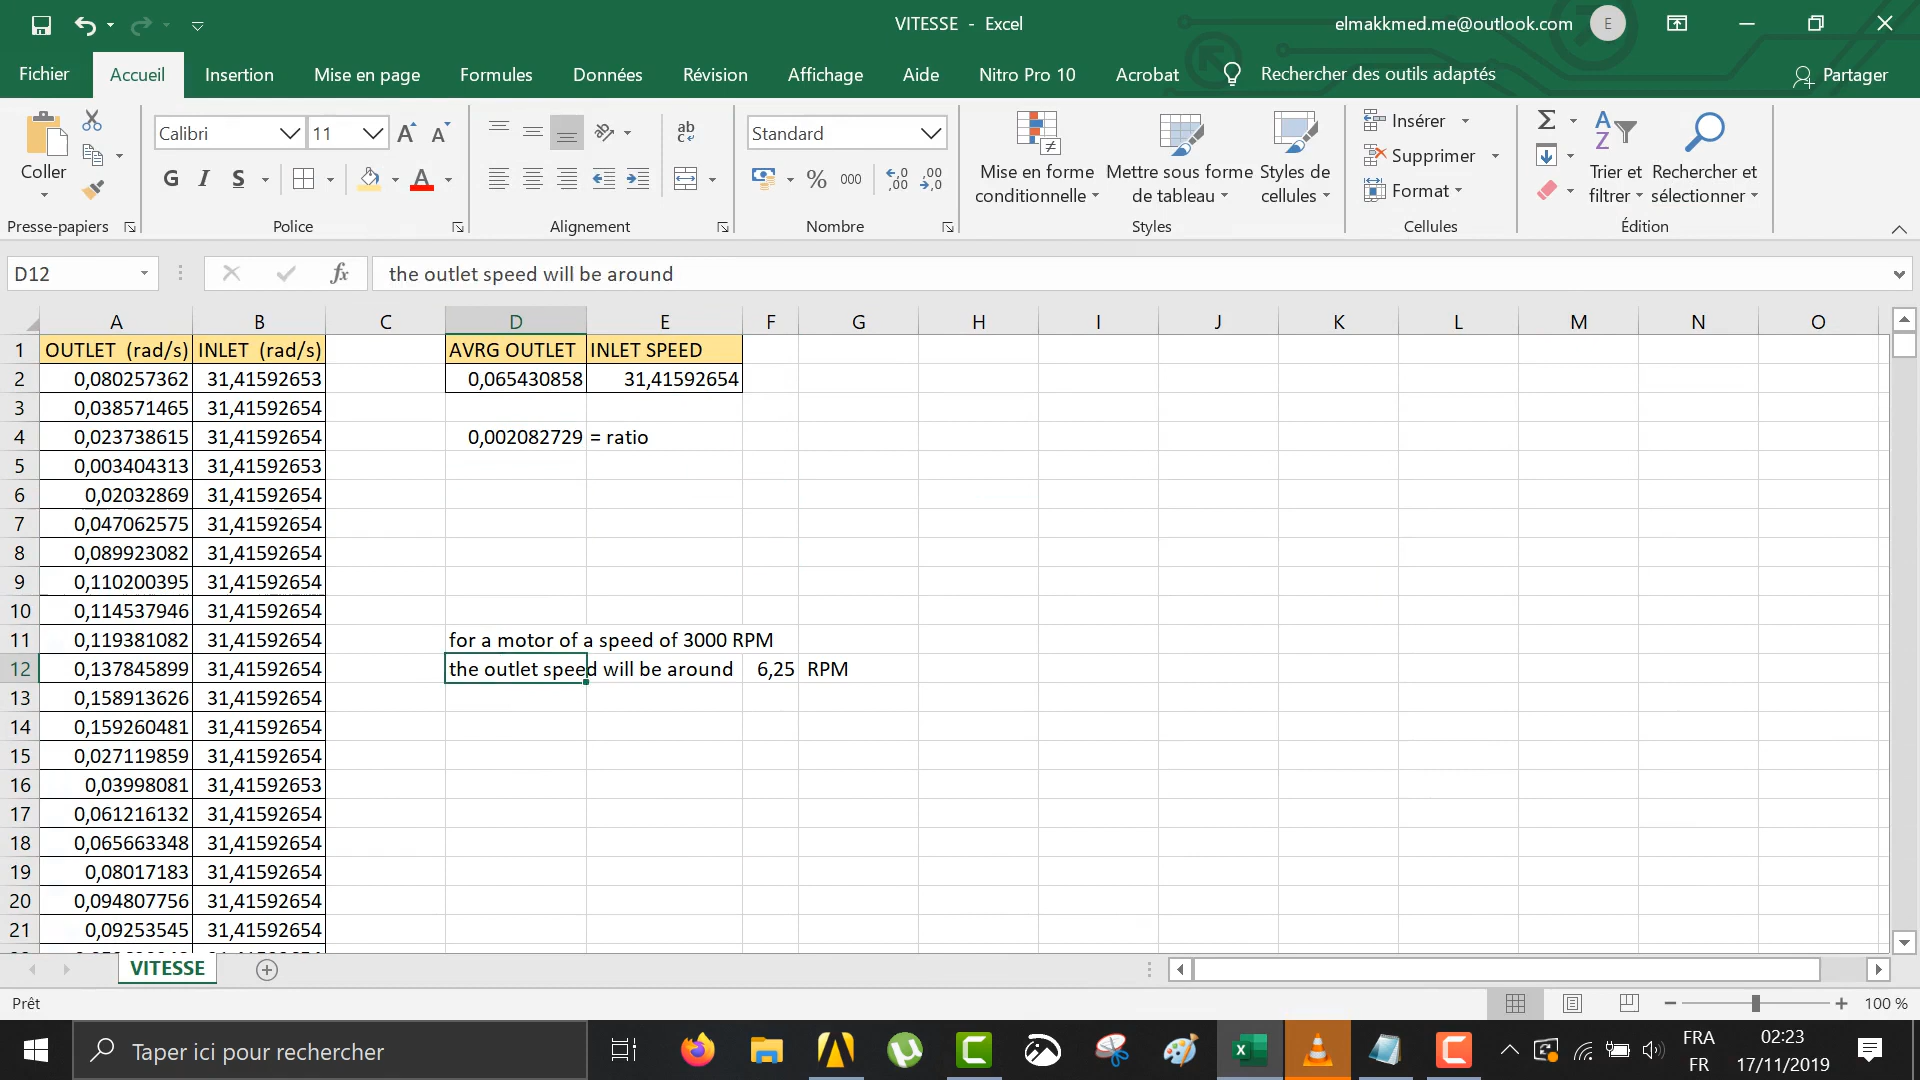 VITESSE - Excel
elmakkmed.me@outlook.com
E
Fichier Accueil Insertion Mise en page Formules Données Révision Affichage Aide Nitro Pro 10 Acrobat Rechercher des outils adaptés Partager
Coller
Presse-papiers
Calibri 11
G I S
Police
ab
Alignement
Standard
% 000
Nombre
Mise en forme conditionnelle
Mettre sous forme de tableau
Styles de cellules
Styles
Insérer
Supprimer
Format
Cellules
Trier et filtrer
Rechercher et sélectionner
Édition
D12 fx the outlet speed will be around
A B C D E F G H I J K L M N O
1 OUTLET (rad/s) INLET (rad/s) AVRG OUTLET INLET SPEED
2 0,080257362 31,41592653 0,065430858 31,41592654
3 0,038571465 31,41592654
4 0,023738615 31,41592654 0,002082729 = ratio
5 0,003404313 31,41592653
6 0,02032869 31,41592654
7 0,047062575 31,41592654
8 0,089923082 31,41592654
9 0,110200395 31,41592654
10 0,114537946 31,41592654
11 0,119381082 31,41592654 for a motor of a speed of 3000 RPM
12 0,137845899 31,41592654 the outlet speed will be around 6,25 RPM
13 0,158913626 31,41592654
14 0,159260481 31,41592654
15 0,027119859 31,41592654
16 0,03998081 31,41592653
17 0,061216132 31,41592654
18 0,065663348 31,41592654
19 0,08017183 31,41592654
20 0,094807756 31,41592654
21 0,09253545 31,41592654
VITESSE
Prêt
100 %
Taper ici pour rechercher
FRA
FR
02:23
17/11/2019